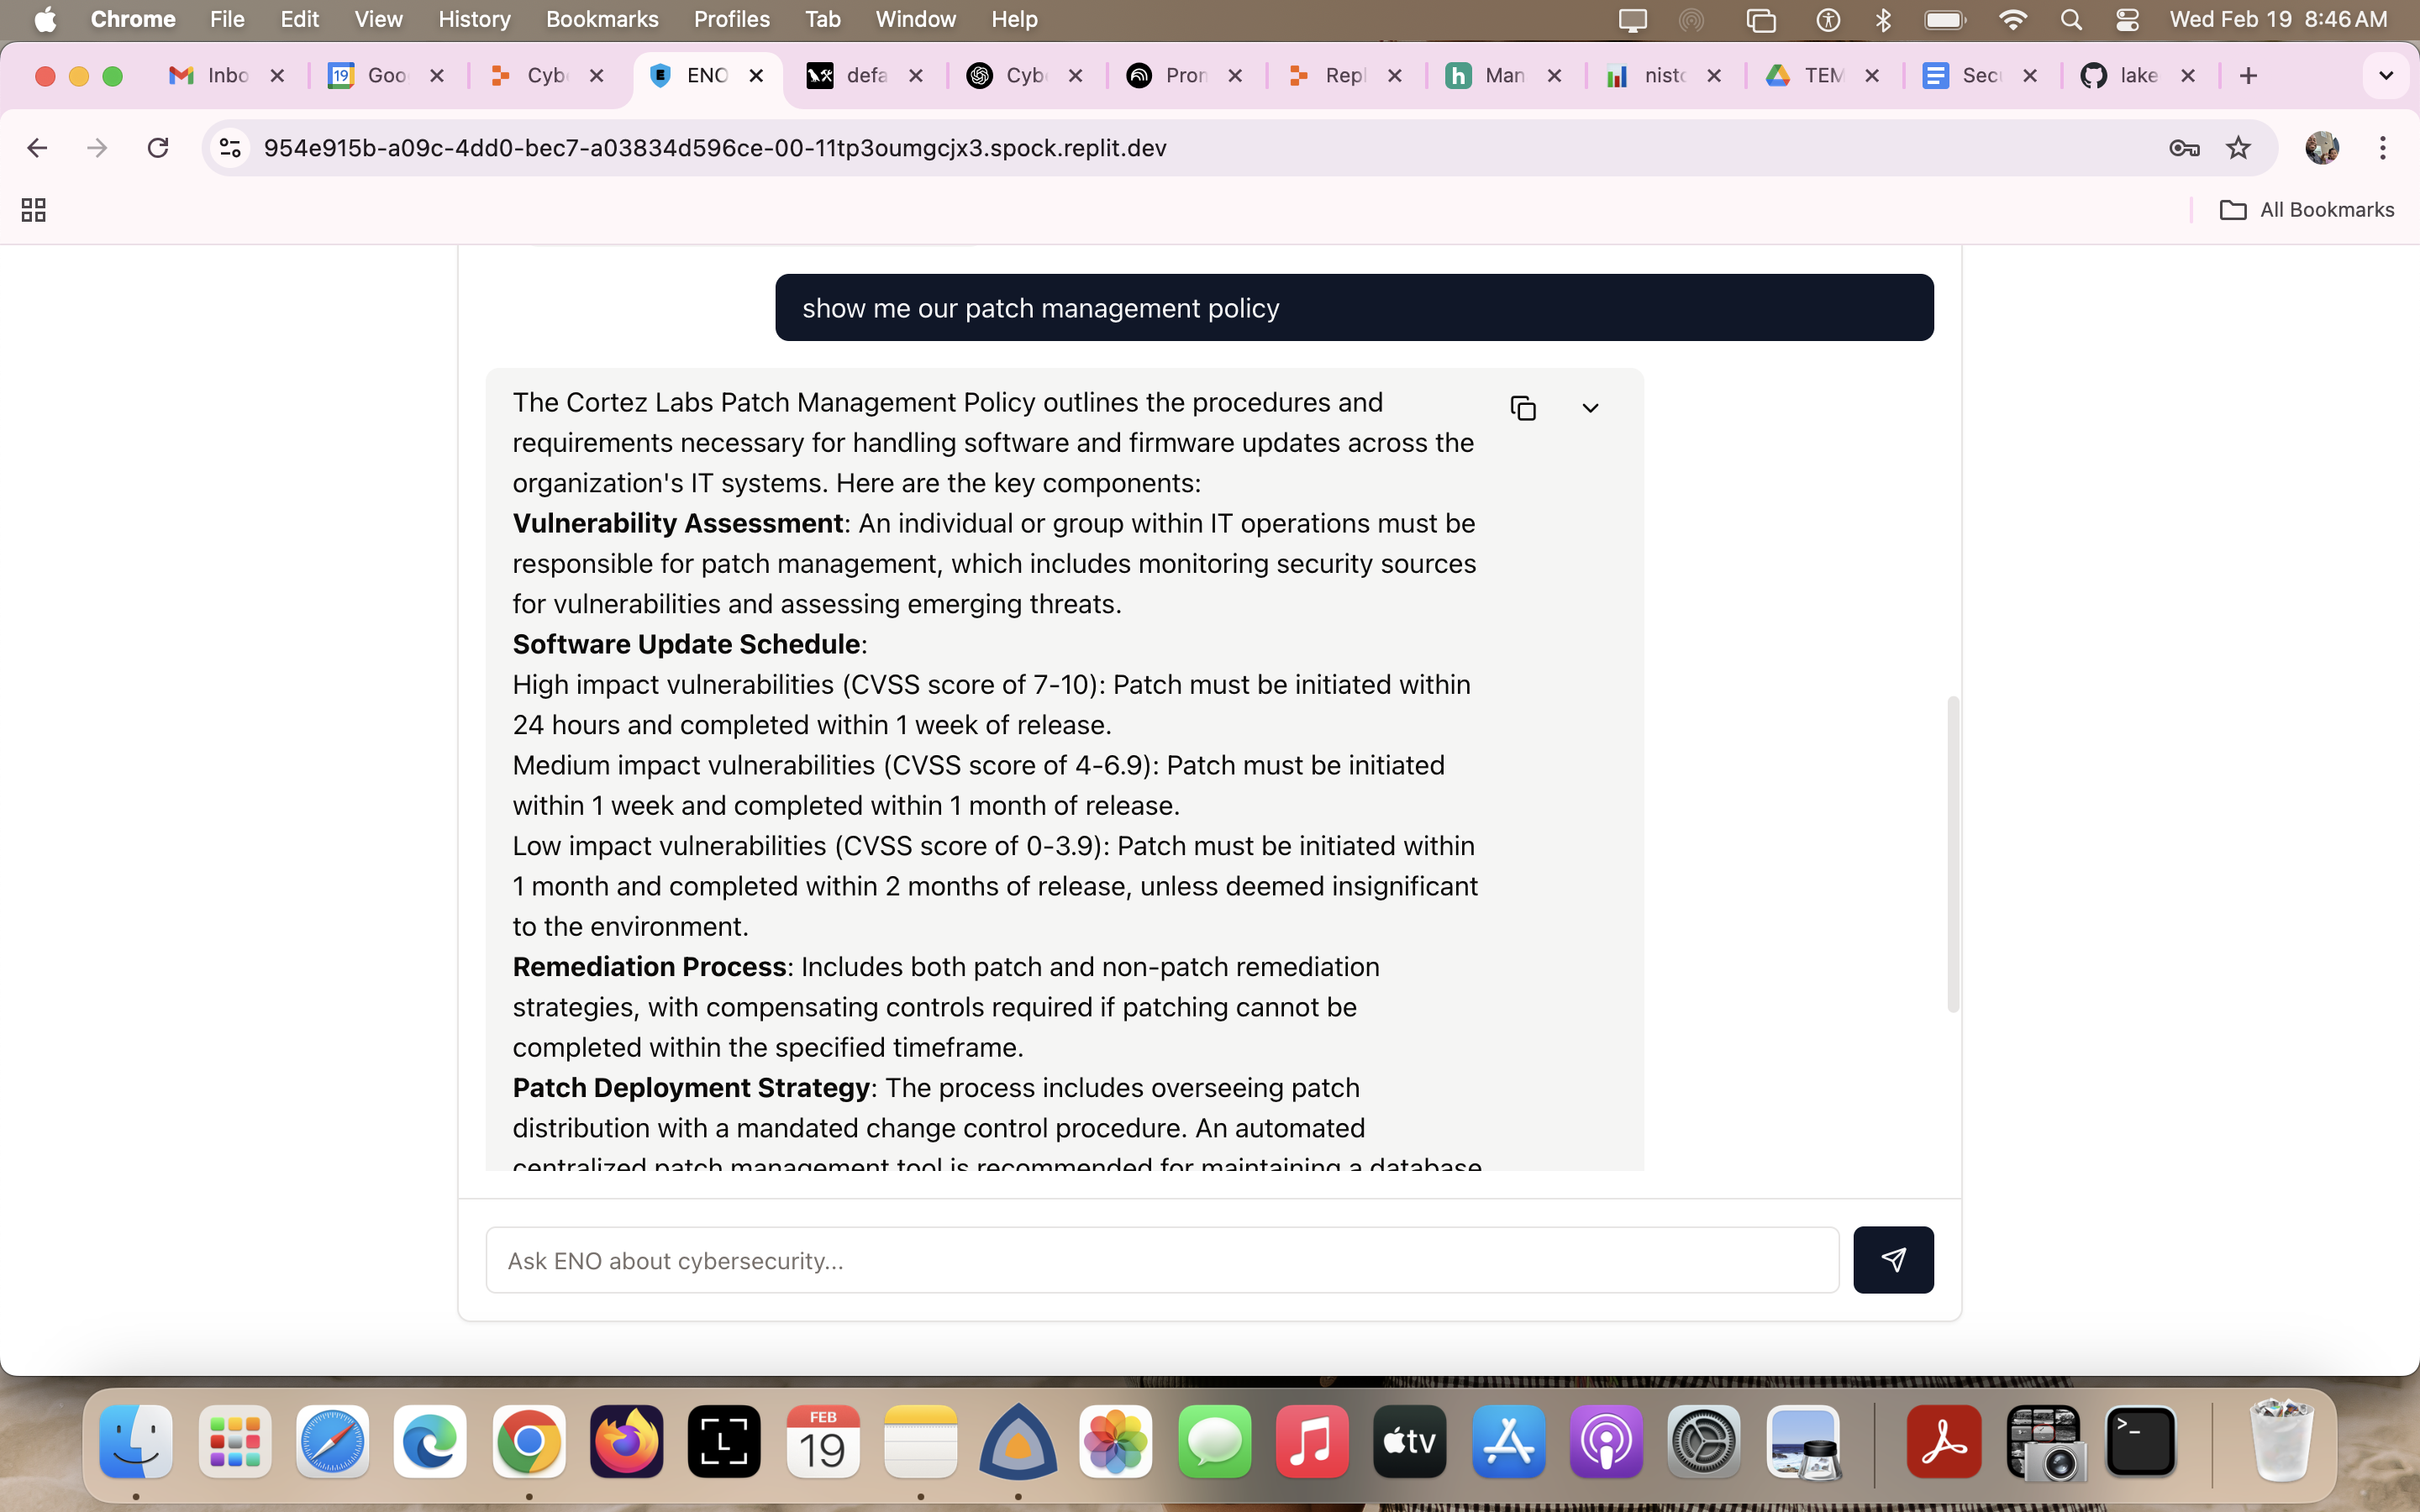 Chrome File Edit View History Bookmarks Profiles Tab Window Help Wed Feb 19 8:46 AM
Inbo 19 Goo Cyb ENO defa Cyb Pron Repl Man nistc TEM Sec lake
954e915b-a09c-4dd0-bec7-a03834d596ce-00-11tp3oumgcjx3.spock.replit.dev
All Bookmarks
show me our patch management policy
The Cortez Labs Patch Management Policy outlines the procedures and
requirements necessary for handling software and firmware updates across the
organization's IT systems. Here are the key components:
Vulnerability Assessment: An individual or group within IT operations must be
responsible for patch management, which includes monitoring security sources
for vulnerabilities and assessing emerging threats.
Software Update Schedule:
High impact vulnerabilities (CVSS score of 7-10): Patch must be initiated within
24 hours and completed within 1 week of release.
Medium impact vulnerabilities (CVSS score of 4-6.9): Patch must be initiated
within 1 week and completed within 1 month of release.
Low impact vulnerabilities (CVSS score of 0-3.9): Patch must be initiated within
1 month and completed within 2 months of release, unless deemed insignificant
to the environment.
Remediation Process: Includes both patch and non-patch remediation
strategies, with compensating controls required if patching cannot be
completed within the specified timeframe.
Patch Deployment Strategy: The process includes overseeing patch
distribution with a mandated change control procedure. An automated
centralized patch management tool is recommended for maintaining a database
Ask ENO about cybersecurity...
FEB
19
tv